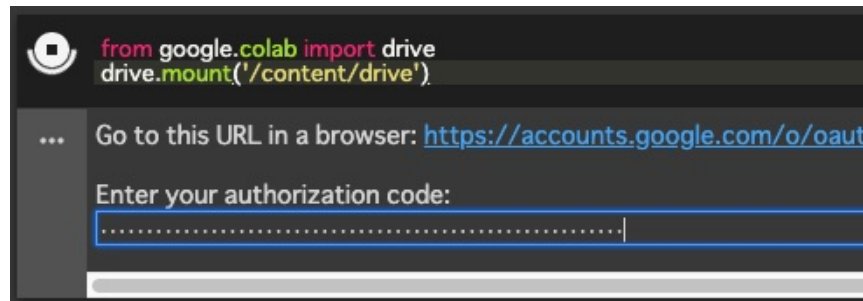 from google.colab import drive
drive.mount('/content/drive')
Go to this URL in a browser: https://accounts.google.com/o/oaut
Enter your authorization code: